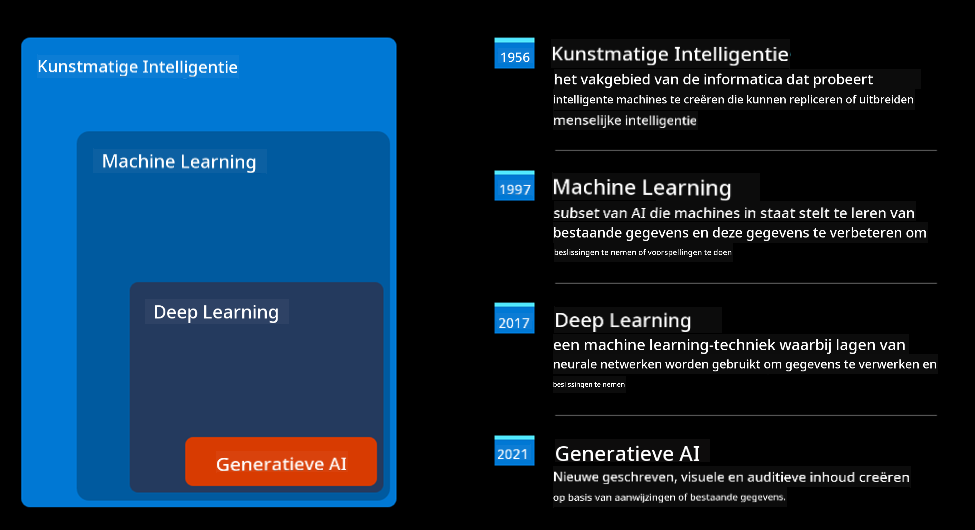 Kunstmatige Intelligentie
Machine Learning
Deep Learning
Generatieve AI
1956
Kunstmatige Intelligentie
het vakgebied van de informatica dat probeert
intelligente machines te creëren die kunnen repliceren of uitbreiden
menselijke intelligentie
1997
Machine Learning
subset van AI die machines in staat stelt te leren van
bestaande gegevens en deze gegevens te verbeteren om
beslissingen te nemen of voorspellingen te doen
2017
Deep Learning
een machine learning-techniek waarbij lagen van
neurale netwerken worden gebruikt om gegevens te verwerken en
beslissingen te nemen
2021
Generatieve AI
Nieuwe geschreven, visuele en auditieve inhoud creëren
op basis van aanwijzingen of bestaande gegevens.